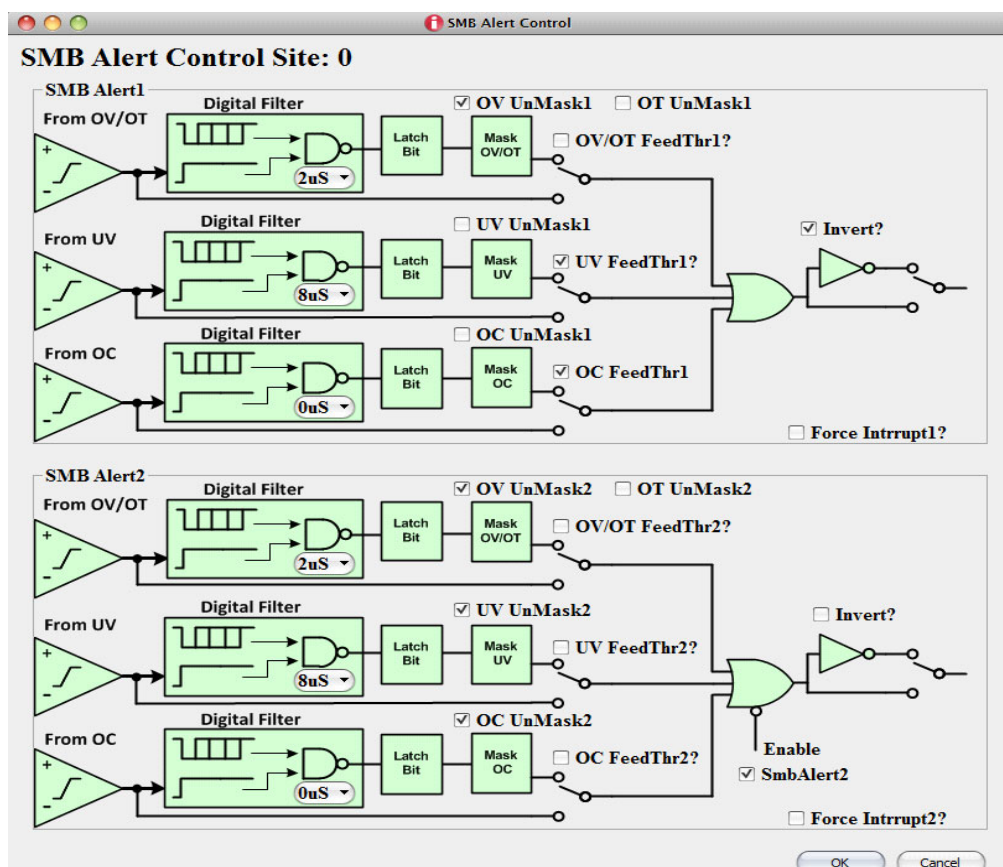 SMB Alert Control
SMB Alert Control Site: 0
SMB Alert1
From OV/OT
Digital Filter
2uS
Latch Bit
Mask OV/OT
OV UnMask1
OT UnMask1
OV/OT FeedThr1?
From UV
Digital Filter
8uS
Latch Bit
Mask UV
UV UnMask1
UV FeedThr1?
Invert?
From OC
Digital Filter
0uS
Latch Bit
Mask OC
OC UnMask1
OC FeedThr1
Force Intrrupt1?
SMB Alert2
From OV/OT
Digital Filter
2uS
Latch Bit
Mask OV/OT
OV UnMask2
OT UnMask2
OV/OT FeedThr2?
From UV
Digital Filter
8uS
Latch Bit
Mask UV
UV UnMask2
UV FeedThr2?
Invert?
From OC
Digital Filter
0uS
Latch Bit
Mask OC
OC UnMask2
OC FeedThr2?
Enable
SmbAlert2
Force Intrrupt2?
OK
Cancel